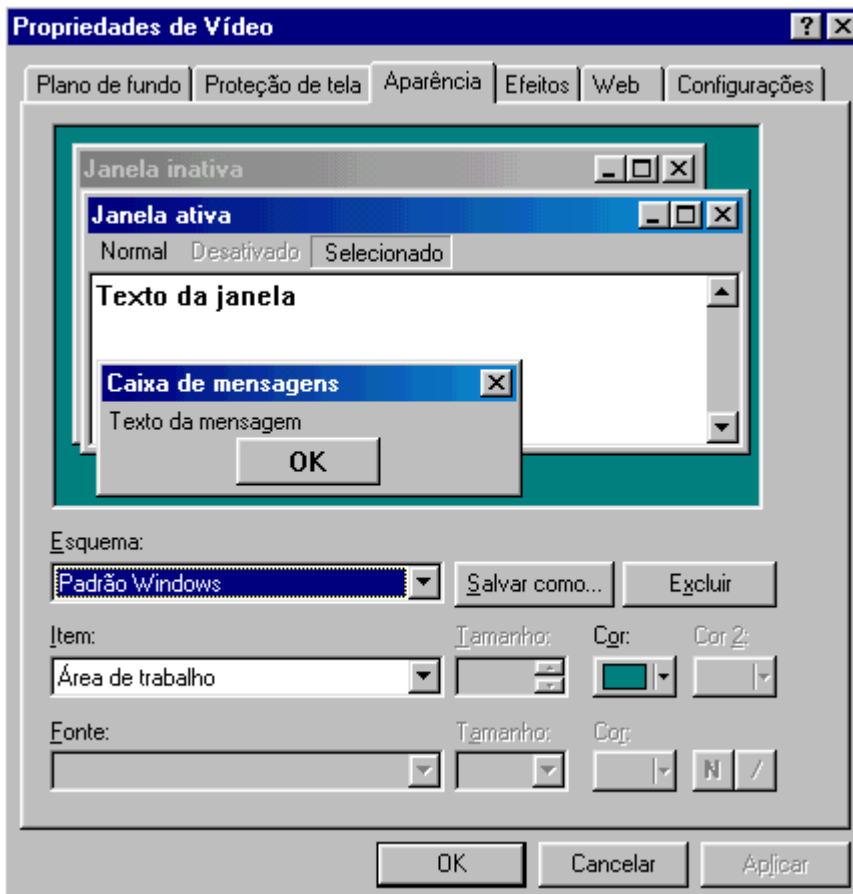 Propriedades de Vídeo
Plano de fundo Proteção de tela Aparência Efeitos Web Configurações
Janela inativa
Janela ativa
Normal Desativado Selecionado
Texto da janela
Caixa de mensagens
Texto da mensagem
OK
Esquema:
Padrão Windows Salvar como... Excluir
Item: Tamanho: Cor: Cor 2:
Área de trabalho
Fonte: Tamanho: Cor:
N /
OK Cancelar Aplicar